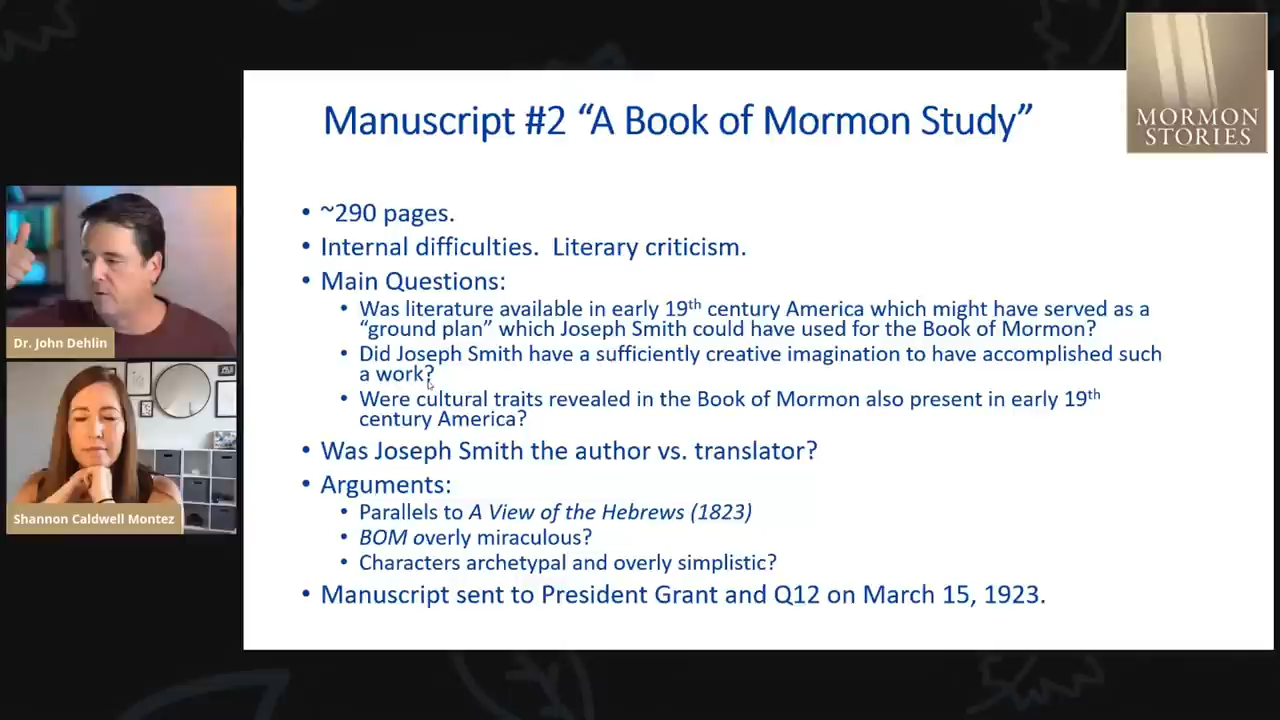 MORMON
STORIES
Manuscript #2 “A Book of Mormon Study”
• ~290 pages.
• Internal difficulties. Literary criticism.
• Main Questions:
• Was literature available in early 19th century America which might have served as a
“ground plan” which Joseph Smith could have used for the Book of Mormon?
• Did Joseph Smith have a sufficiently creative imagination to have accomplished such
a work?
• Were cultural traits revealed in the Book of Mormon also present in early 19th
century America?
• Was Joseph Smith the author vs. translator?
• Arguments:
• Parallels to A View of the Hebrews (1823)
• BOM overly miraculous?
• Characters archetypal and overly simplistic?
• Manuscript sent to President Grant and Q12 on March 15, 1923.
Dr. John Dehlin
Shannon Caldwell Montez